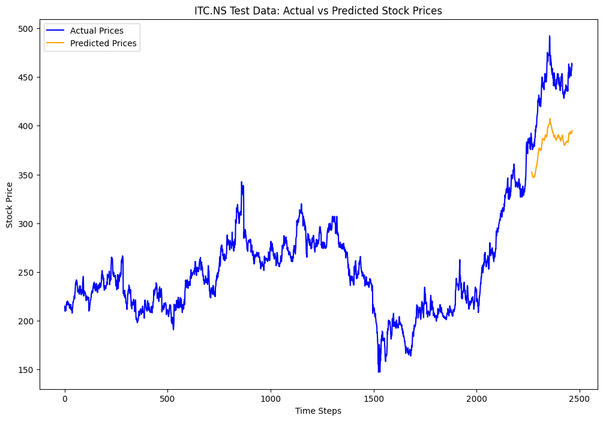 ITC.NS Test Data: Actual vs Predicted Stock Prices
Actual Prices
Predicted Prices
500
450
400
350
300
250
200
150
Stock Price
0
500
1000
1500
2000
2500
Time Steps